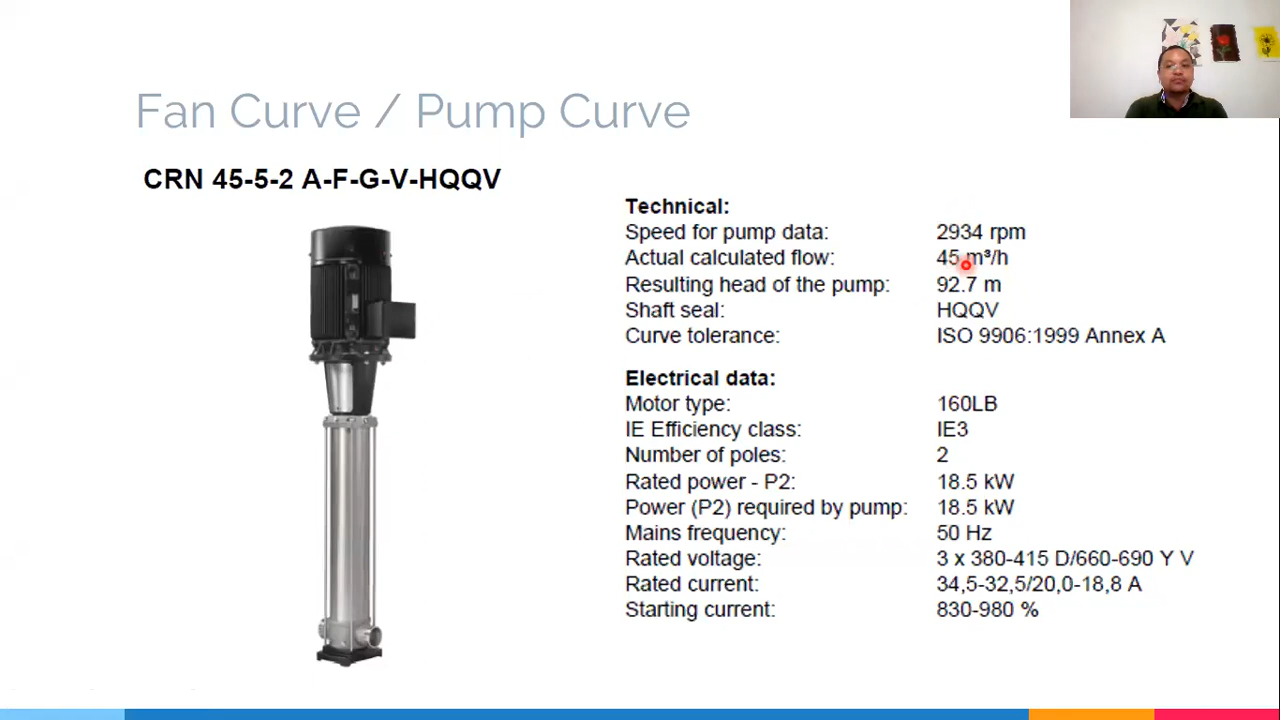 Fan Curve / Pump Curve
CRN 45-5-2 A-F-G-V-HQQV
Technical:
Speed for pump data: 2934 rpm
Actual calculated flow: 45 m³/h
Resulting head of the pump: 92.7 m
Shaft seal: HQQV
Curve tolerance: ISO 9906:1999 Annex A
Electrical data:
Motor type: 160LB
IE Efficiency class: IE3
Number of poles: 2
Rated power - P2: 18.5 kW
Power (P2) required by pump: 18.5 kW
Mains frequency: 50 Hz
Rated voltage: 3 x 380-415 D/660-690 Y V
Rated current: 34,5-32,5/20,0-18,8 A
Starting current: 830-980 %